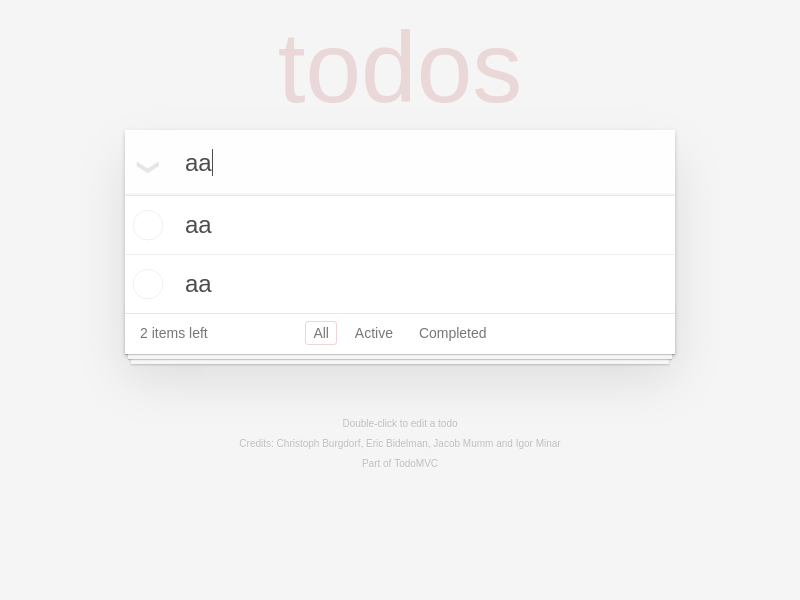 todos
aa
aa
aa
2 items left All Active Completed
Double-click to edit a todo
Credits: Christoph Burgdorf, Eric Bidelman, Jacob Mumm and Igor Minar
Part of TodoMVC